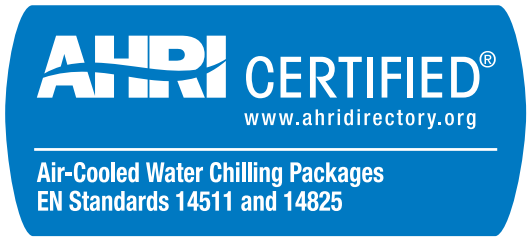 AHRI CERTIFIED®
www.ahridirectory.org
Air-Cooled Water Chilling Packages
EN Standards 14511 and 14825